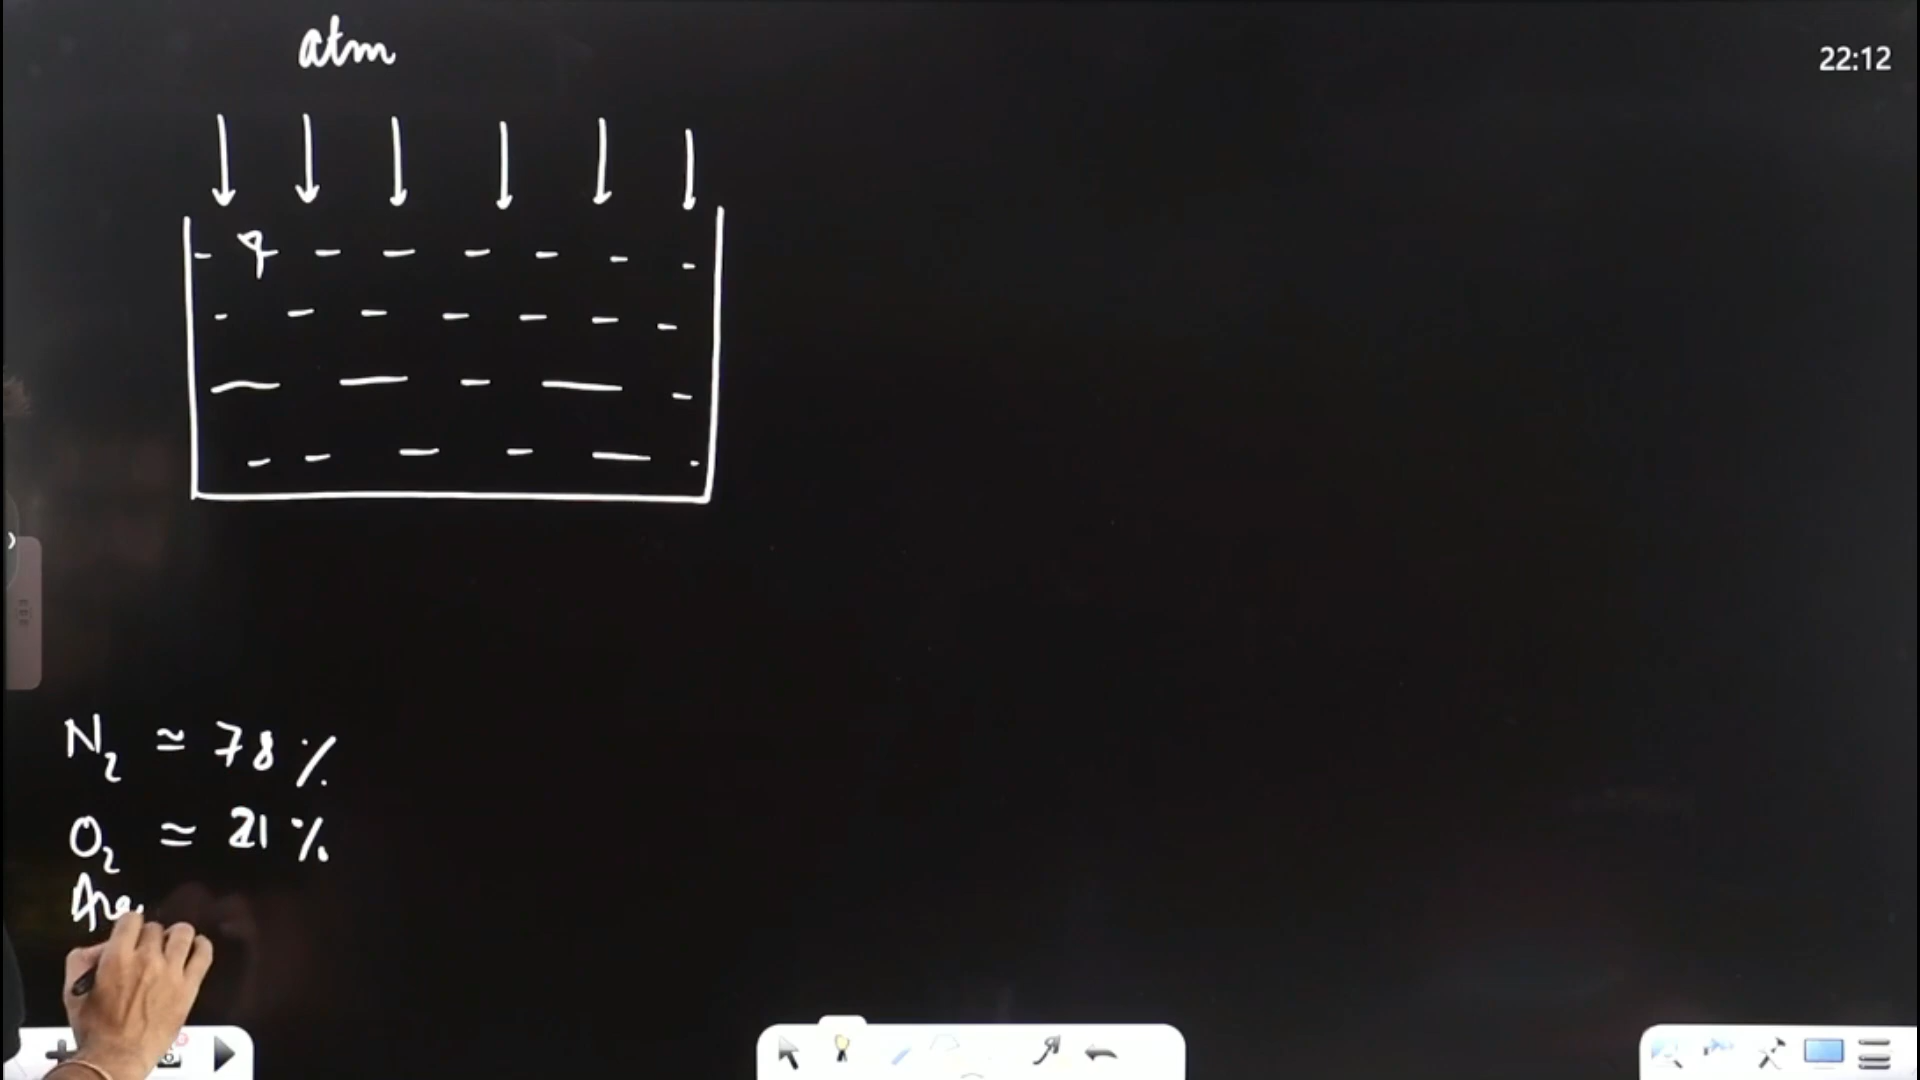 atm
22:12
N₂ ≃ 78 %
O₂ ≃ 21 %